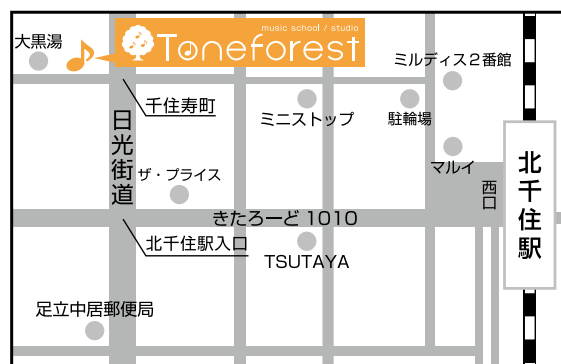 music school / studio
Toneforest
大黒湯
ミルディス2番館
千住寿町
ミニストップ
駐輪場
日光街道
マルイ
北千住駅
ザ・プライス
西口
きたろーど 1010
北千住駅入口
TSUTAYA
足立中居郵便局